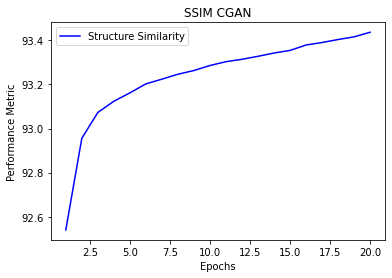 SSIM CGAN
Structure Similarity
Performance Metric
93.4
93.2
93.0
92.8
92.6
2.5 5.0 7.5 10.0 12.5 15.0 17.5 20.0
Epochs